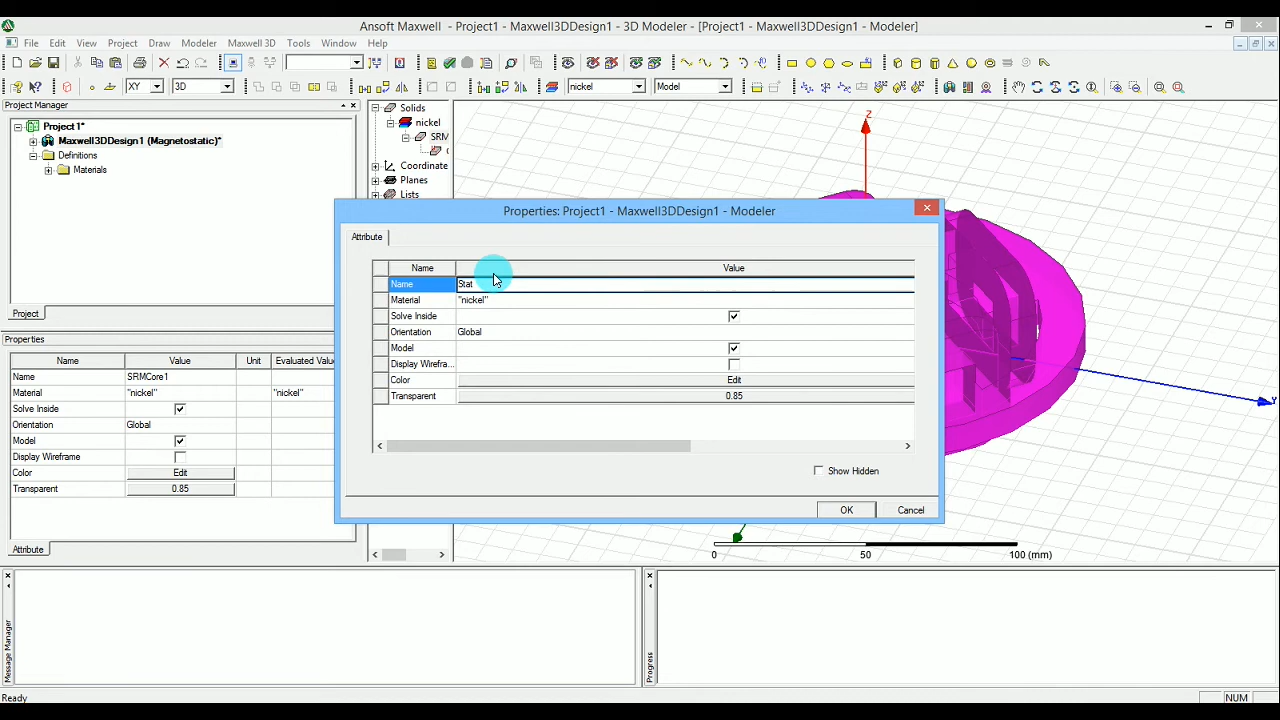 Ansoft Maxwell - Project1 - Maxwell3DDesign1 - 3D Modeler - [Project1 - Maxwell3DDesign1 - Modeler]
File Edit View Project Draw Modeler Maxwell 3D Tools Window Help
XY 3D nickel Model
Project Manager
Project1*
Maxwell3DDesign1 (Magnetostatic)*
Definitions
Materials
Project
Solids
nickel
SRM
Coordinate
Planes
Lists
Z
Y
Properties: Project1 - Maxwell3DDesign1 - Modeler
Attribute
Name Value
Name Stat
Material "nickel"
Solve Inside
Orientation Global
Model
Display Wirefra...
Color Edit
Transparent 0.85
Show Hidden
OK Cancel
Properties
Name Value Unit Evaluated Value
Name SRMCore1
Material "nickel" "nickel"
Solve Inside
Orientation Global
Model
Display Wireframe
Color Edit
Transparent 0.85
Attribute
0 50 100 (mm)
Message Manager
Progress
Ready NUM